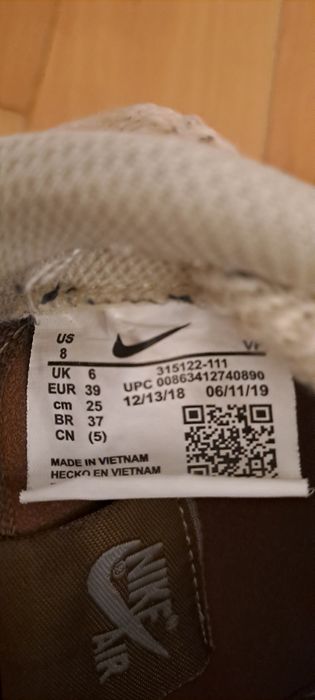 US
8
VF
UK 6
EUR 39
cm 25
BR 37
CN (5)
315122-111
UPC 00863412740890
12/13/18 06/11/19
MADE IN VIETNAM
HECHO EN VIETNAM
NIKE
AIR